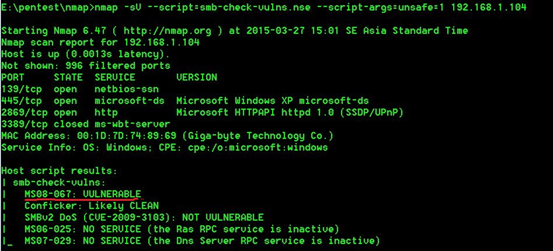 E:\pentest\nmap>nmap -sV --script=smb-check-vulns.nse --script-args=unsafe=1 192.168.1.104
Starting Nmap 6.47 ( http://nmap.org ) at 2015-03-27 15:01 SE Asia Standard Time
Nmap scan report for 192.168.1.104
Host is up (0.0013s latency).
Not shown: 996 filtered ports
PORT     STATE  SERVICE       VERSION
139/tcp  open   netbios-ssn
445/tcp  open   microsoft-ds  Microsoft Windows XP microsoft-ds
2869/tcp open   http          Microsoft HTTPAPI httpd 1.0 (SSDP/UPnP)
3389/tcp closed ms-wbt-server
MAC Address: 00:1D:7D:74:89:69 (Giga-byte Technology Co.)
Service Info: OS: Windows; CPE: cpe:/o:microsoft:windows
Host script results:
| smb-check-vulns:
|   MS08-067: VULNERABLE
|   Conficker: Likely CLEAN
|   SMBv2 DoS (CVE-2009-3103): NOT VULNERABLE
|   MS06-025: NO SERVICE (the Ras RPC service is inactive)
|_  MS07-029: NO SERVICE (the Dns Server RPC service is inactive)